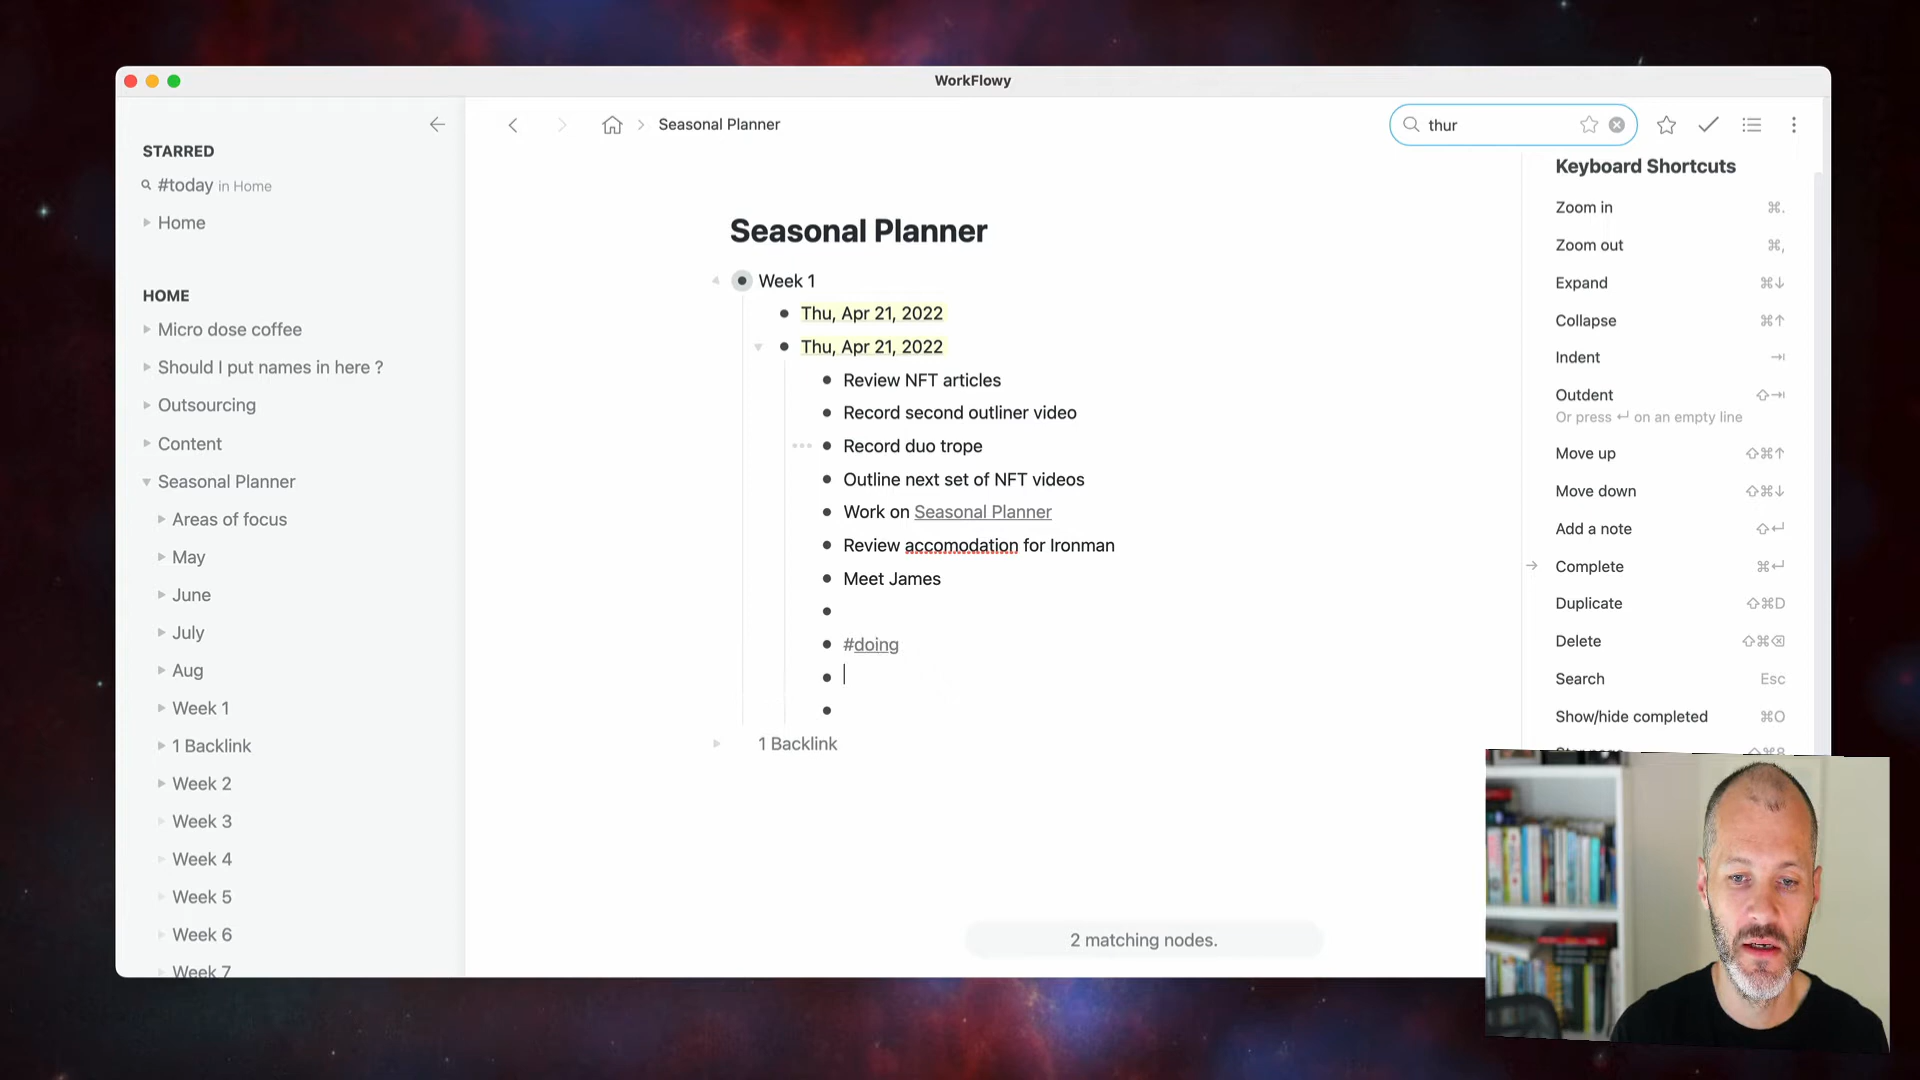 WorkFlowy
STARRED
#today in Home
Home
HOME
Micro dose coffee
Should I put names in here ?
Outsourcing
Content
Seasonal Planner
Areas of focus
May
June
July
Aug
Week 1
1 Backlink
Week 2
Week 3
Week 4
Week 5
Week 6
Week 7
Seasonal Planner
thur
Seasonal Planner
Week 1
Thu, Apr 21, 2022
Thu, Apr 21, 2022
Review NFT articles
Record second outliner video
Record duo trope
Outline next set of NFT videos
Work on Seasonal Planner
Review accomodation for Ironman
Meet James
#doing
1 Backlink
2 matching nodes.
Keyboard Shortcuts
Zoom in ⌘.
Zoom out ⌘,
Expand ⌘↓
Collapse ⌘↑
Indent ⇥
Outdent ⇧⇥
Or press ↵ on an empty line
Move up ⇧⌘↑
Move down ⇧⌘↓
Add a note ⇧↵
Complete ⌘↵
Duplicate ⇧⌘D
Delete ⇧⌘⌫
Search Esc
Show/hide completed ⌘O